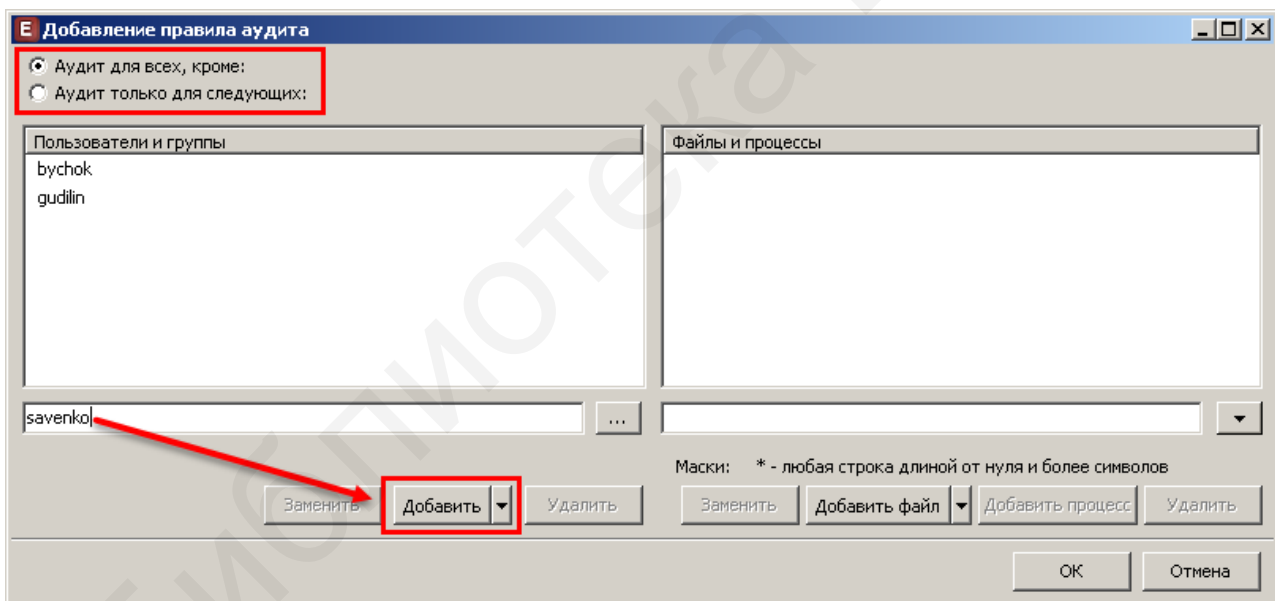 E Добавление правила аудита
Аудит для всех, кроме:
Аудит только для следующих:
Пользователи и группы
bychok
gudilin
Файлы и процессы
savenko
...
Маски: * - любая строка длиной от нуля и более символов
Заменить Добавить Удалить
Заменить Добавить файл Добавить процесс Удалить
ОК Отмена
библиотека